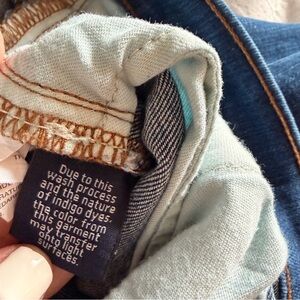 Due to this
wash process
and the nature
of indigo dyes,
the color from
this garment
may transfer
onto light
surfaces.